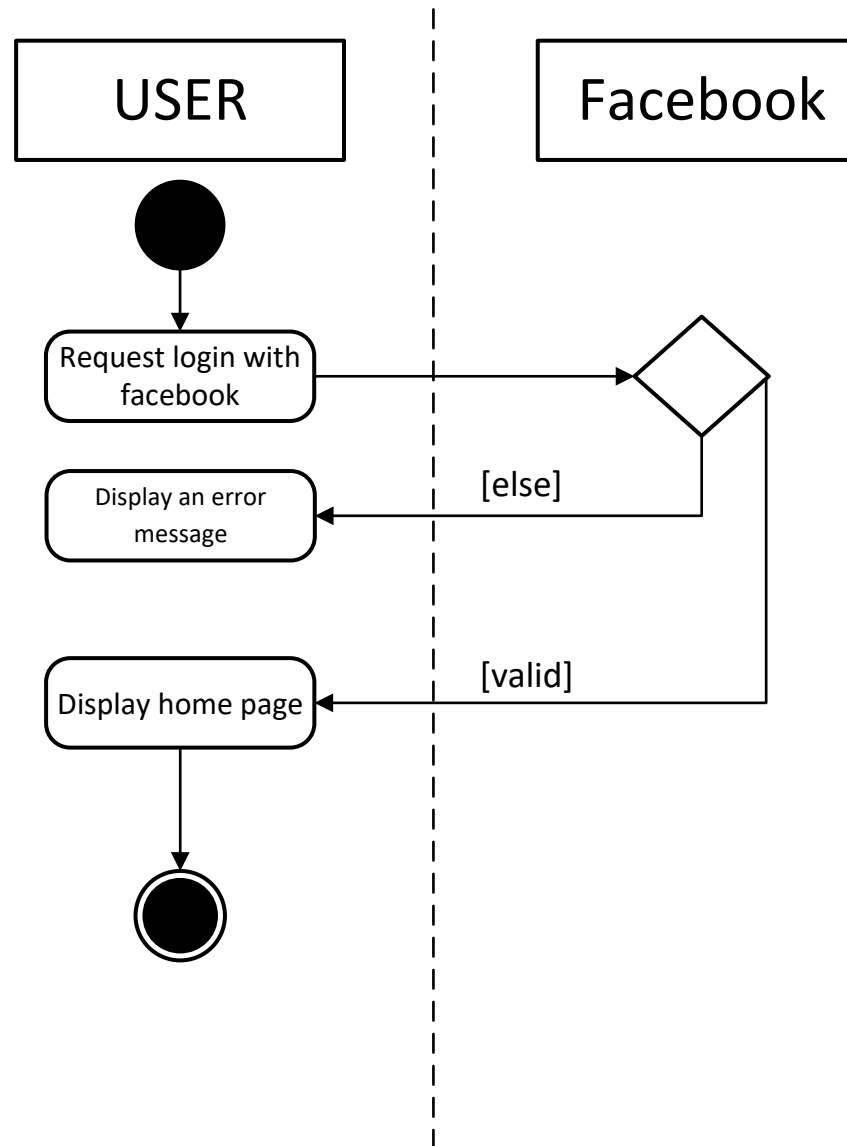 USER
Facebook
Request login with
facebook
[else]
Display an error
message
[valid]
Display home page